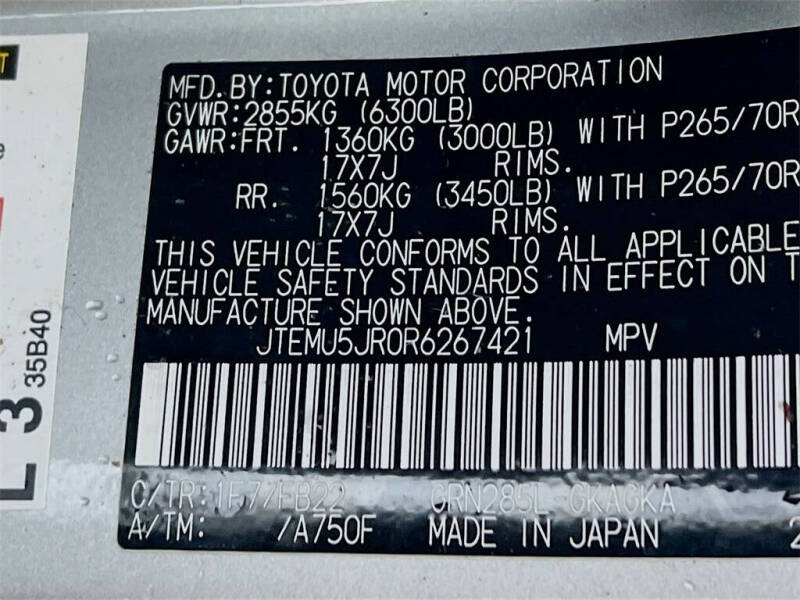 MFD.BY:TOYOTA MOTOR CORPORATION
GVWR:2855KG (6300LB)
GAWR:FRT. 1360KG (3000LB) WITH P265/70R
17X7J RIMS.
RR. 1560KG (3450LB) WITH P265/70R
17X7J RIMS.
THIS VEHICLE CONFORMS TO ALL APPLICABLE
VEHICLE SAFETY STANDARDS IN EFFECT ON T
MANUFACTURE SHOWN ABOVE.
JTEMU5JR0R6267421 MPV
C/TR:1F7/FB22 GRN285L-GKAGKA
A/TM: /A750F MADE IN JAPAN 2
L 3 35B40